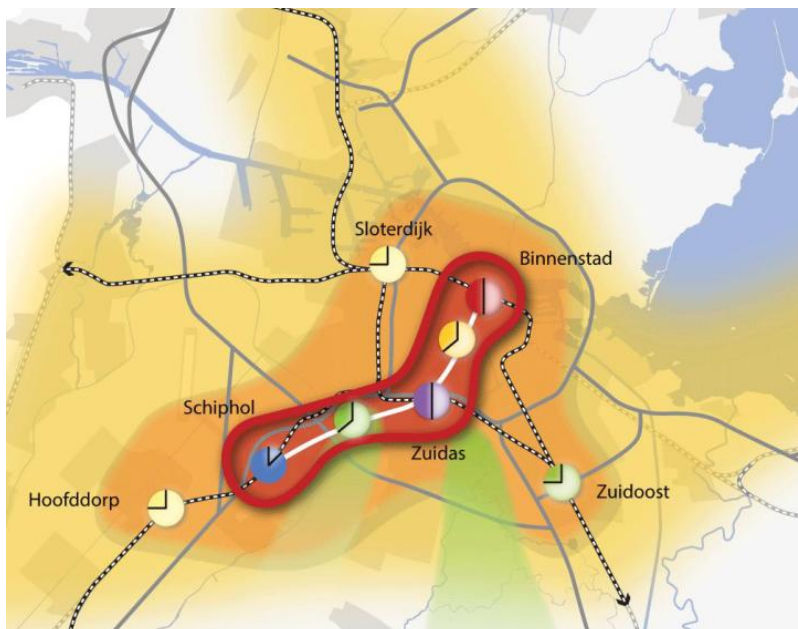 Sloterdijk
Binnenstad
Schiphol
Zuidas
Hoofddorp
Zuidoost